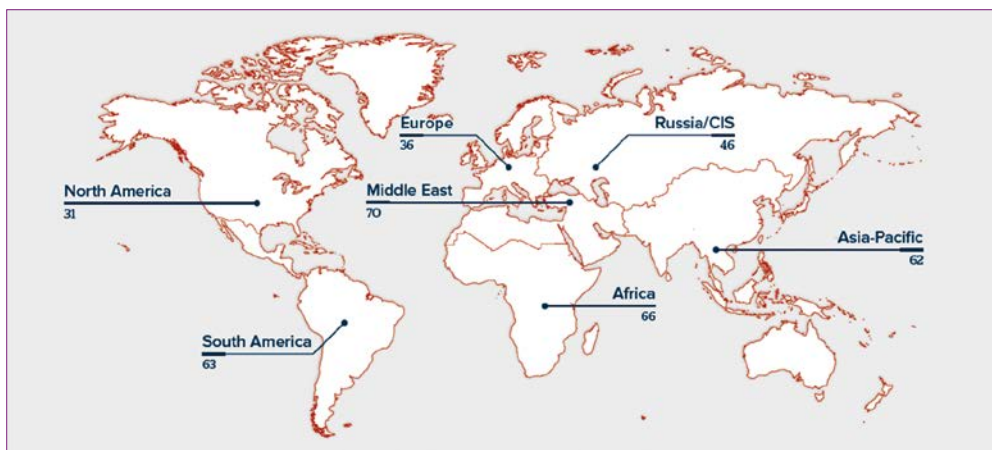 Europe
36
Russia/CIS
46
North America
31
Middle East
70
Asia-Pacific
62
Africa
66
South America
63